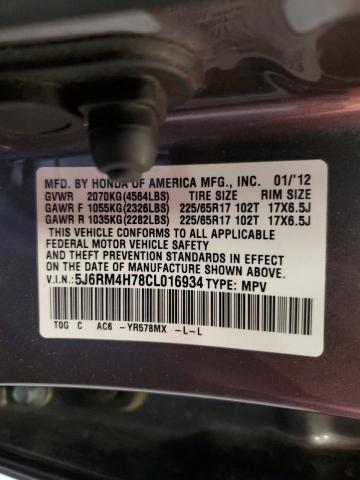 MFD. BY HONDA OF AMERICA MFG., INC. 01/'12
GVWR 2070KG(4564LBS) TIRE SIZE RIM SIZE
GAWR F 1055KG(2326LBS) 225/65R17 102T 17X6.5J
GAWR R 1035KG(2282LBS) 225/65R17 102T 17X6.5J
THIS VEHICLE CONFORMS TO ALL APPLICABLE
FEDERAL MOTOR VEHICLE SAFETY, BUMPER,
AND THEFT PREVENTION STANDARDS IN EFFECT
ON THE DATE OF MANUFACTURE SHOWN ABOVE.
V.I.N.:5J6RM4H78CL016934 TYPE: MPV
T0G C AC6 -YR578MX -L-L